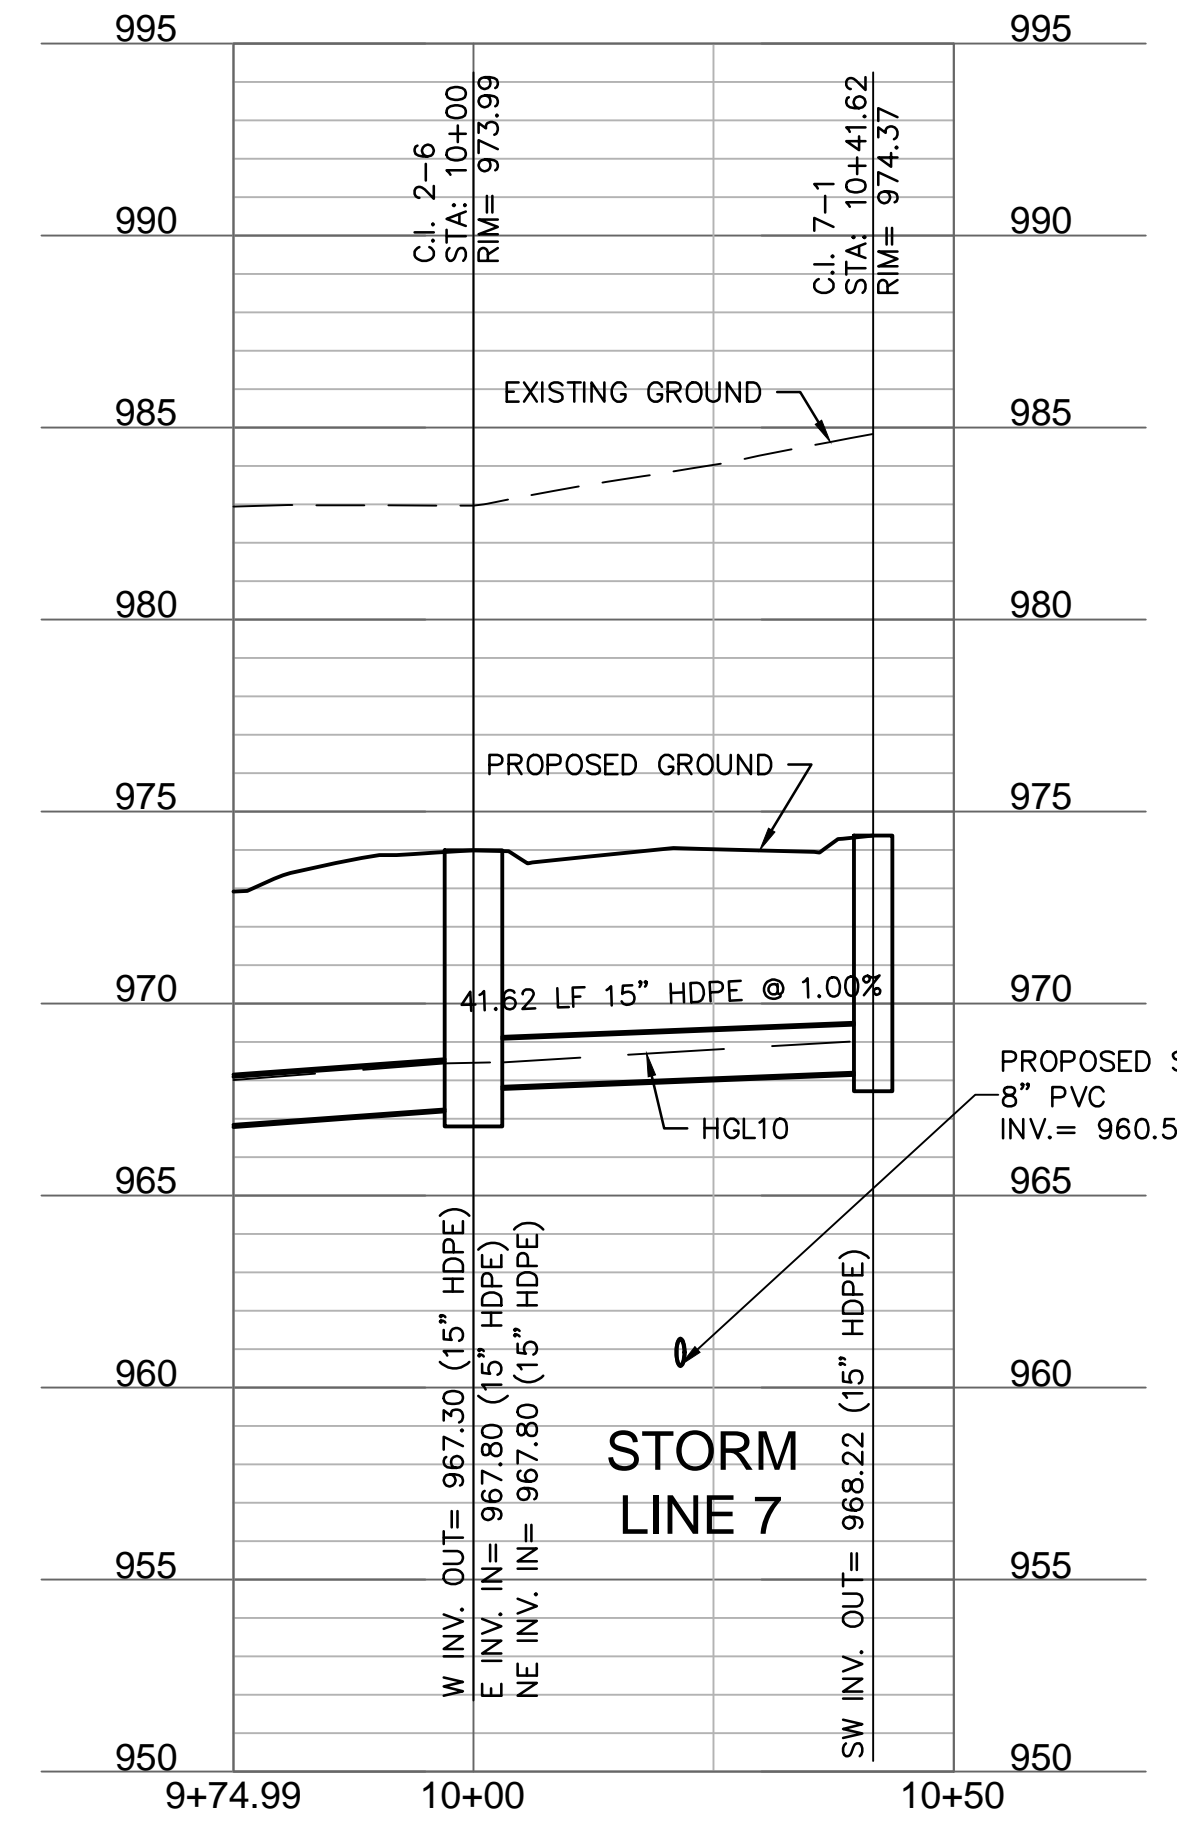 995 995
C.I. 2-6
STA: 10+00
RIM= 973.99
C.I. 7-1
STA: 10+41.62
RIM= 974.37
990 990
EXISTING GROUND
985 985
980 980
PROPOSED GROUND
975 975
41.62 LF 15" HDPE @ 1.00%
970 970
PROPOSED
8" PVC
INV.= 960.5
HGL10
965 965
W INV. OUT= 967.30 (15" HDPE)
E INV. IN= 967.80 (15" HDPE)
NE INV. IN= 967.80 (15" HDPE)
SW INV. OUT= 968.22 (15" HDPE)
960 960
STORM
LINE 7
955 955
950 950
9+74.99 10+00 10+50